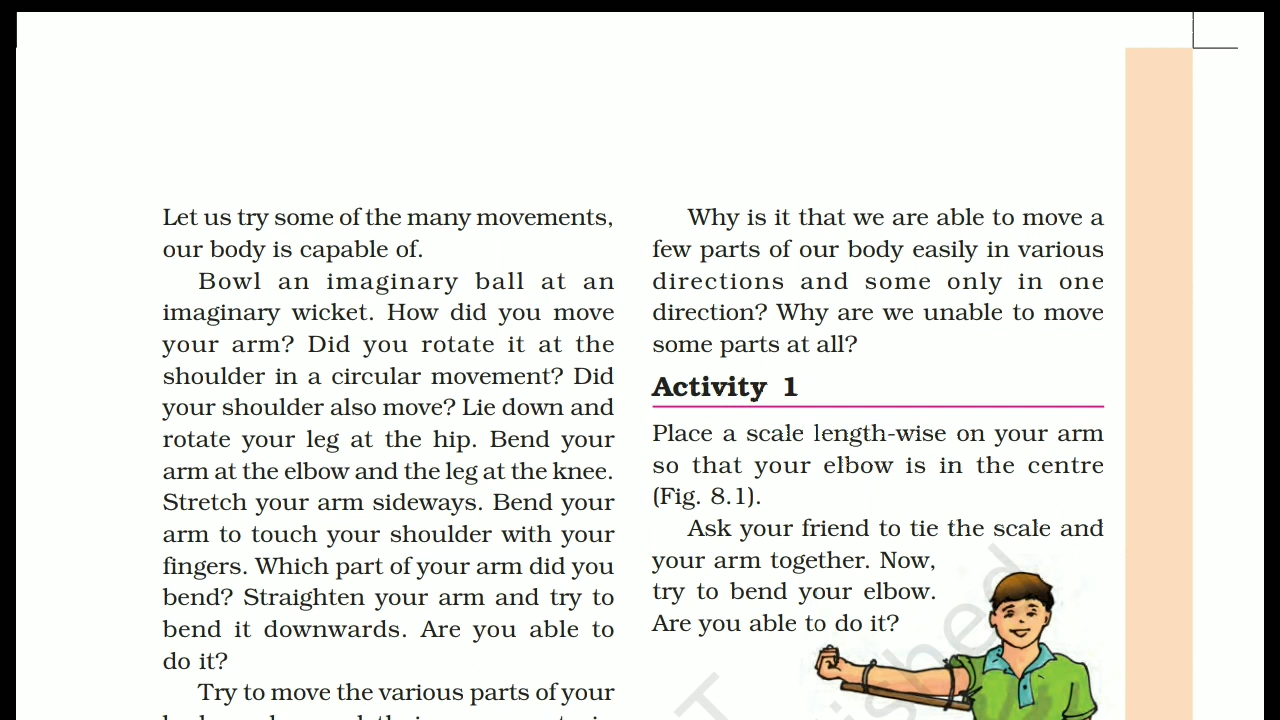 Let us try some of the many movements,
our body is capable of.
Bowl an imaginary ball at an
imaginary wicket. How did you move
your arm? Did you rotate it at the
shoulder in a circular movement? Did
your shoulder also move? Lie down and
rotate your leg at the hip. Bend your
arm at the elbow and the leg at the knee.
Stretch your arm sideways. Bend your
arm to touch your shoulder with your
fingers. Which part of your arm did you
bend? Straighten your arm and try to
bend it downwards. Are you able to
do it?
Try to move the various parts of your
Why is it that we are able to move a
few parts of our body easily in various
directions and some only in one
direction? Why are we unable to move
some parts at all?
Activity 1
Place a scale length-wise on your arm
so that your elbow is in the centre
(Fig. 8.1).
Ask your friend to tie the scale and
your arm together. Now,
try to bend your elbow.
Are you able to do it?